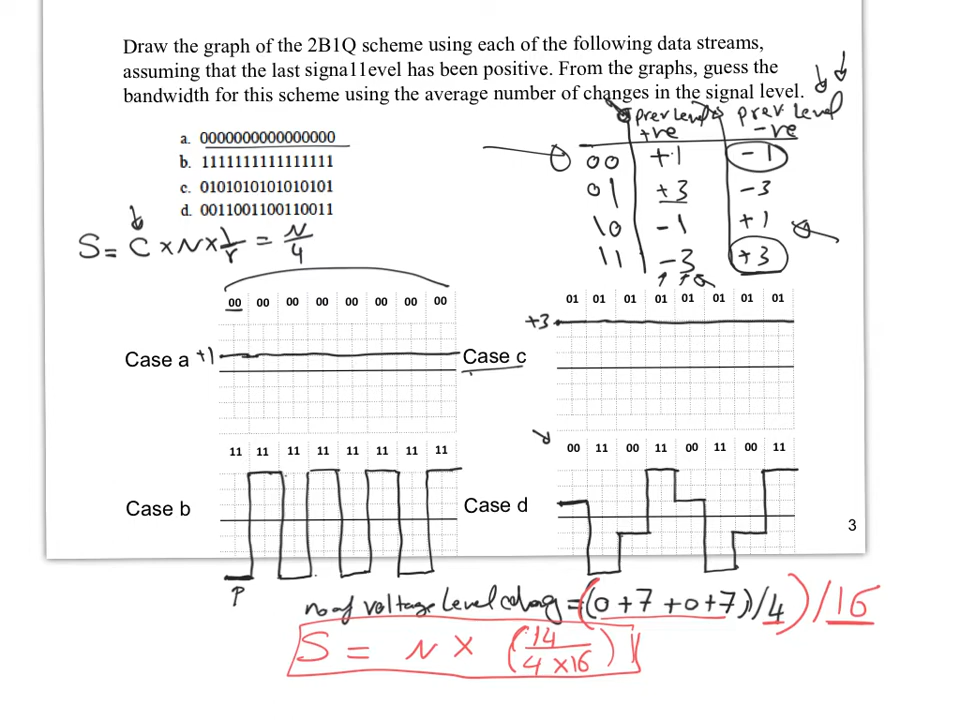 Draw the graph of the 2B1Q scheme using each of the following data streams,
assuming that the last signa11evel has been positive. From the graphs, guess the
bandwidth for this scheme using the average number of changes in the signal level.
a. 0000000000000000
b. 1111111111111111
c. 0101010101010101
d. 0011001100110011
prev Level +ve prev Level -ve
00 +1 -1
01 +3 -3
10 -1 +1
11 -3 +3
S = C × N × 1/r = N/4
00 00 00 00 00 00 00 00
Case a +1
01 01 01 01 01 01 01 01
+3
Case c
11 11 11 11 11 11 11 11
Case b
P
00 11 00 11 00 11 00 11
Case d
3
no of voltage Level = (0+7+0+7)/4)/16
S = N × (14/4×16)